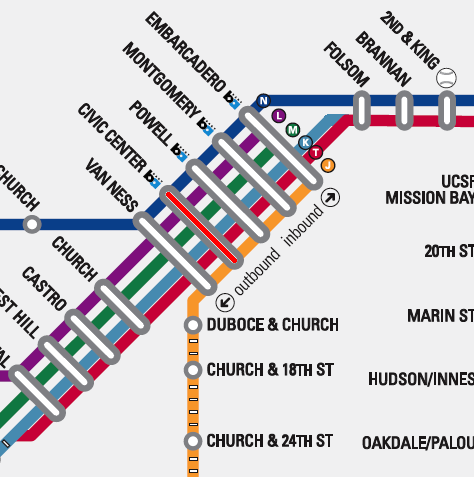 2ND & KING
BRANNAN
FOLSOM
EMBARCADERO
MONTGOMERY
POWELL
CIVIC CENTER
VAN NESS
CHURCH
CHURCH
CASTRO
EST HILL
AL
N
L
M
K
T
J
inbound
outbound
UCSF
MISSION BAY
20TH ST
MARIN ST
HUDSON/INNES
OAKDALE/PALOU
DUBOCE & CHURCH
CHURCH & 18TH ST
CHURCH & 24TH ST